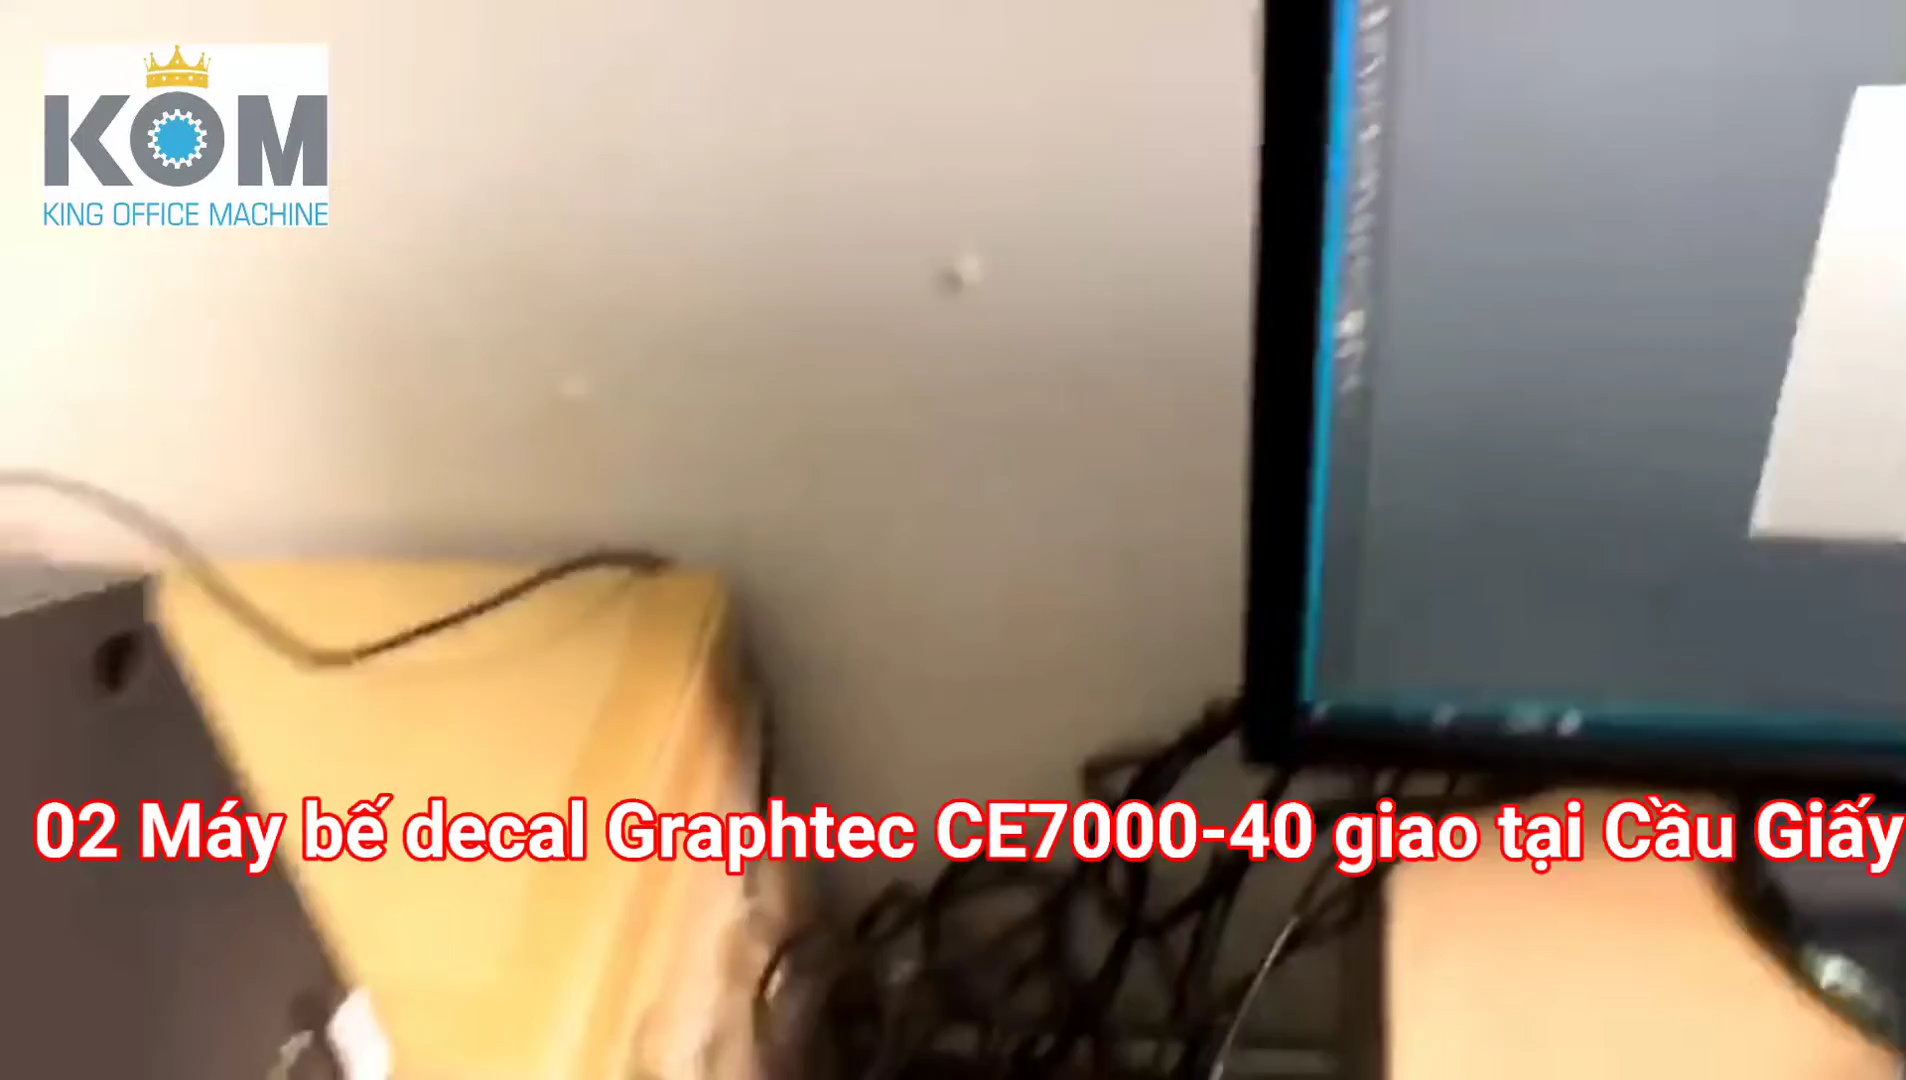 KOM
KING OFFICE MACHINE
02 Máy bế decal Graphtec CE7000-40 giao tại Cầu Giấy